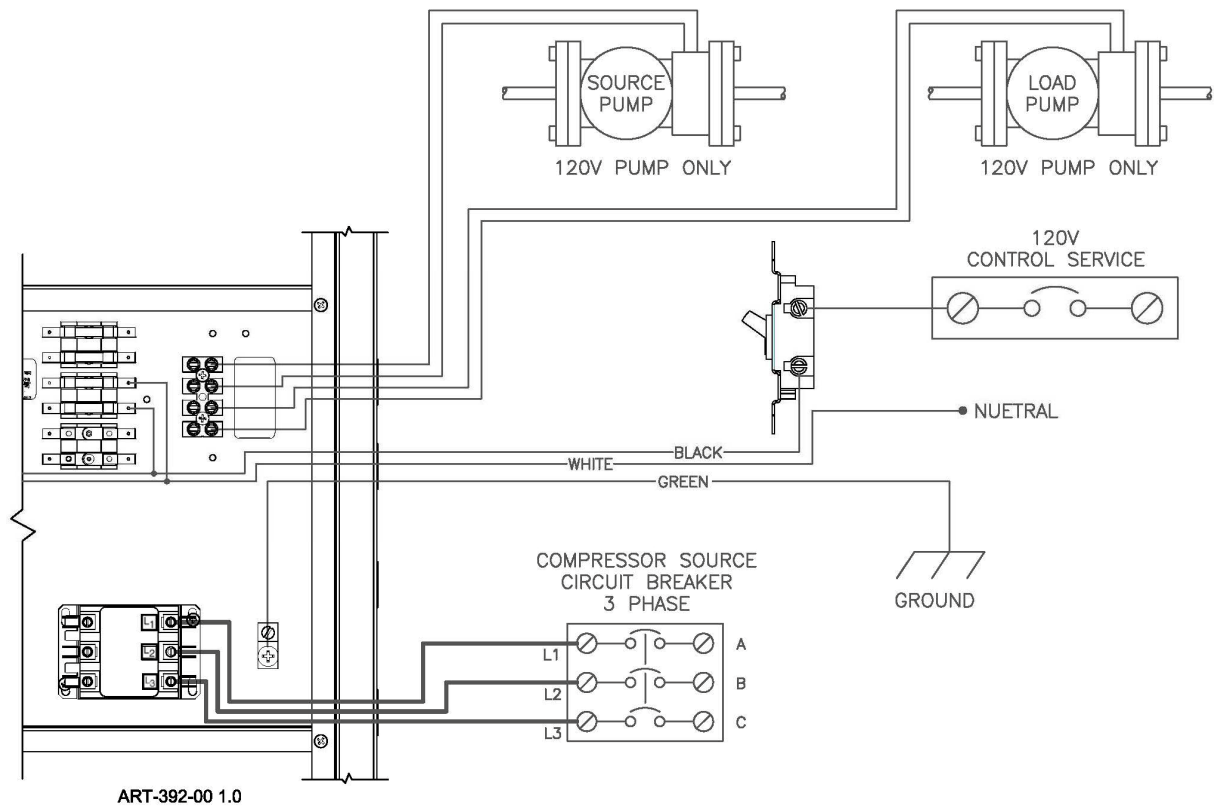 SOURCE
PUMP
120V PUMP ONLY
LOAD
PUMP
120V PUMP ONLY
120V
CONTROL SERVICE
NUETRAL
BLACK
WHITE
GREEN
GROUND
COMPRESSOR SOURCE
CIRCUIT BREAKER
3 PHASE
L1
L2
L3
L1
L2
L3
A
B
C
ART-392-00 1.0